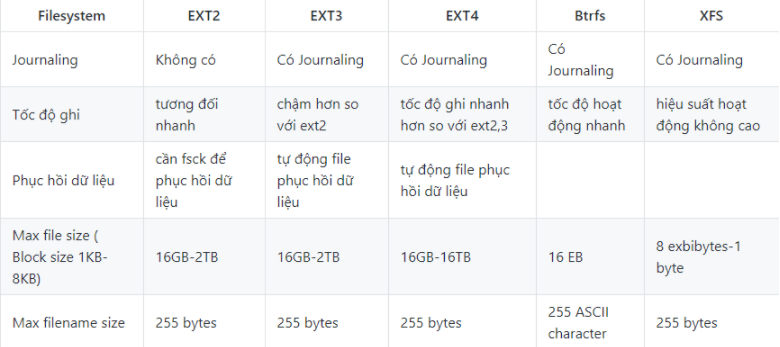 Filesystem EXT2 EXT3 EXT4 Btrfs XFS
Journaling Không có Có Journaling Có Journaling Có Journaling Có Journaling
Tốc độ ghi tương đối nhanh chậm hơn so với ext2 tốc độ ghi nhanh hơn so với ext2,3 tốc độ hoạt động nhanh hiệu suất hoạt động không cao
Phục hồi dữ liệu cần fsck để phục hồi dữ liệu tự động file phục hồi dữ liệu tự động file phục hồi dữ liệu
Max file size ( Block size 1KB-8KB) 16GB-2TB 16GB-2TB 16GB-16TB 16 EB 8 exbibytes-1 byte
Max filename size 255 bytes 255 bytes 255 bytes 255 ASCII character 255 bytes